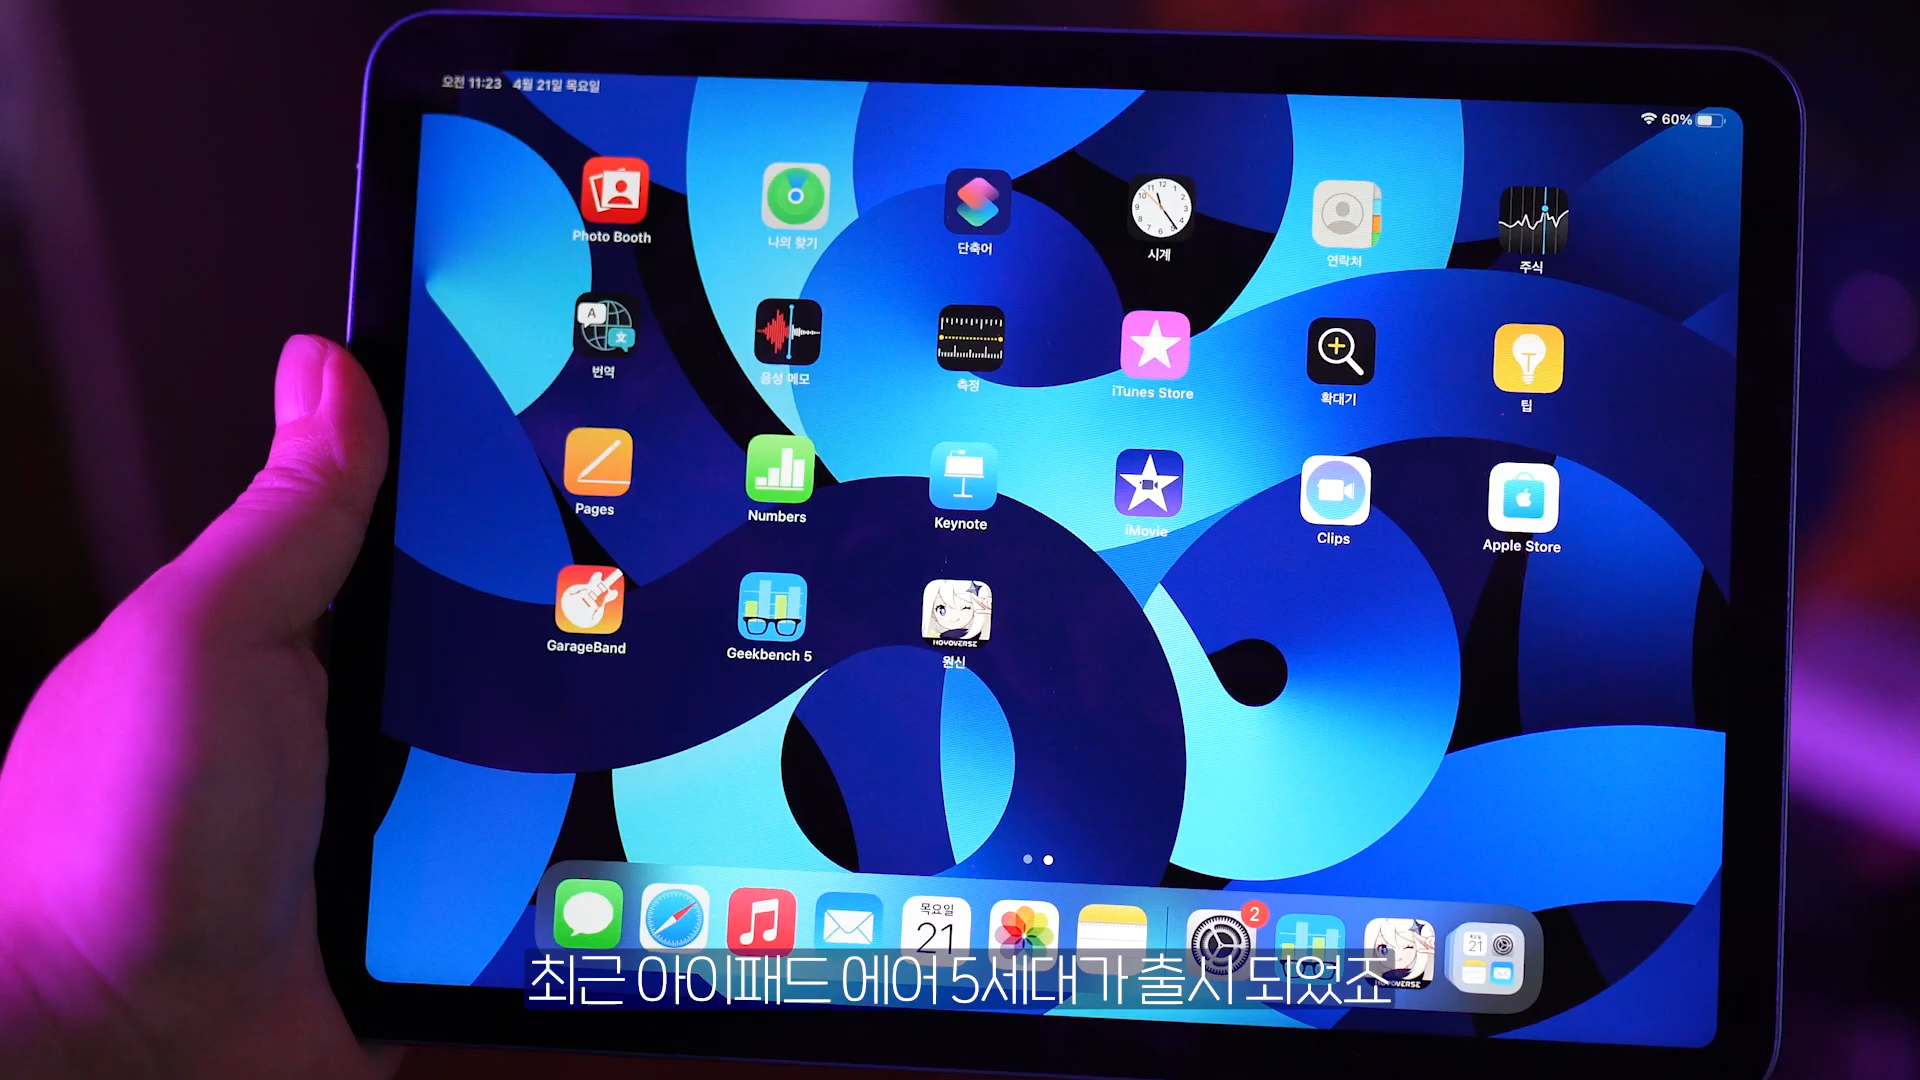 오전 11:23 4월 21일 목요일
60%
Photo Booth
나의 찾기
단축어
시계
연락처
주식
번역
음성 메모
측정
iTunes Store
확대기
팁
Pages
Numbers
Keynote
iMovie
Clips
Apple Store
GarageBand
Geekbench 5
HOYOVERSE
원신
목요일
21
2
HOYOVERSE
최근 아이패드 에어 5세대가 출시 되었죠